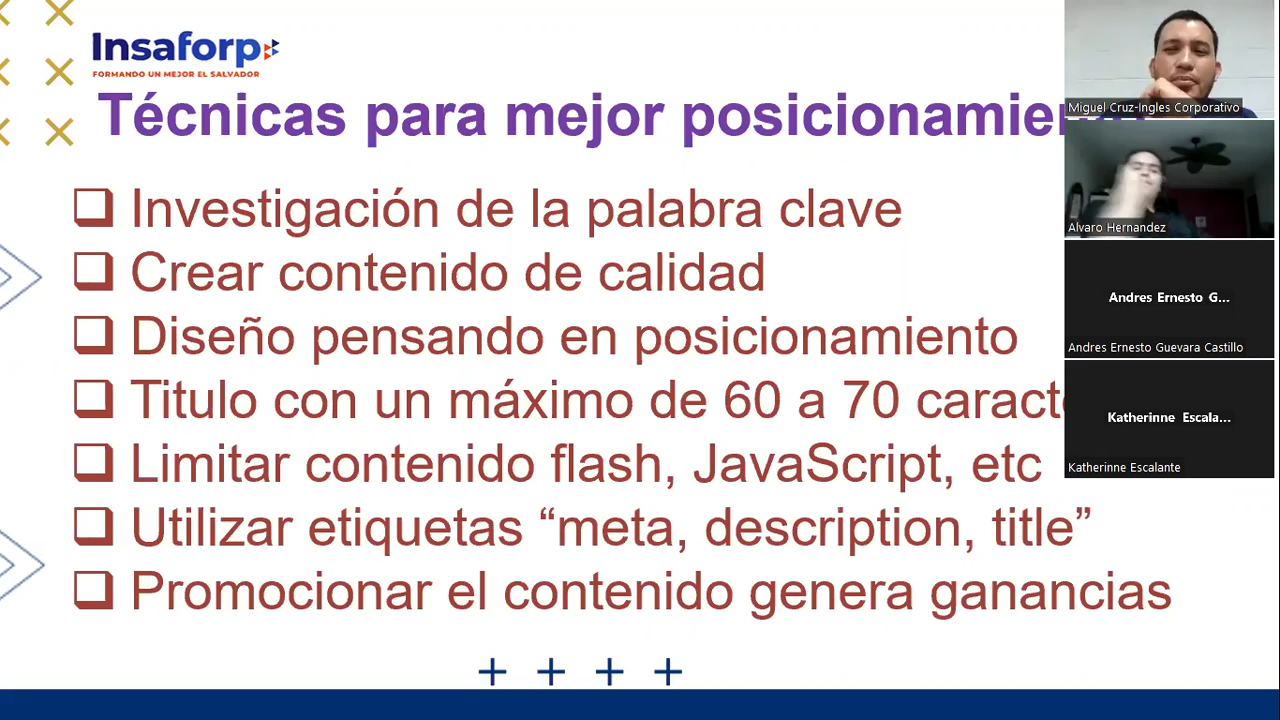 Insaforp
FORMANDO UN MEJOR EL SALVADOR
Técnicas para mejor
Investigación de la palabra clave
Crear contenido de calidad
Diseño pensando en posicionamiento
Titulo con un máximo de 60 a 70
Limitar contenido flash, JavaScript, etc
Utilizar etiquetas “meta, description, title”
Promocionar el contenido genera ganancias
Miguel Cruz-Ingles Corporativo
Alvaro Hernandez
Andres Ernesto G...
Andres Ernesto Guevara Castillo
Katherinne Escala...
Katherinne Escalante